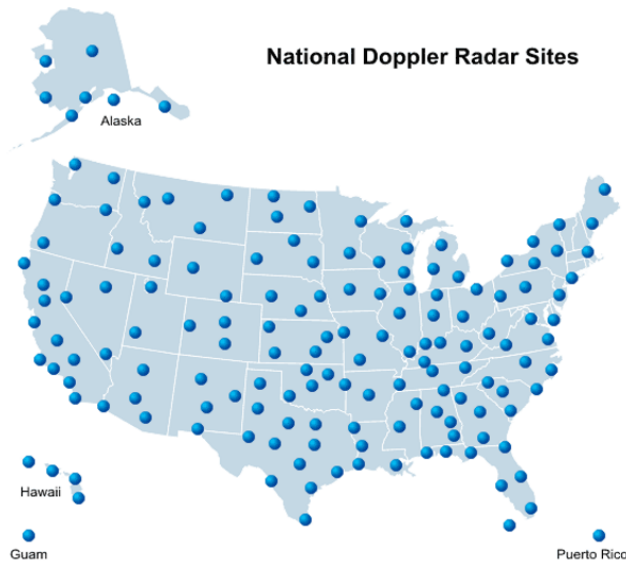 National Doppler Radar Sites
Alaska
Hawaii
Guam
Puerto Rico